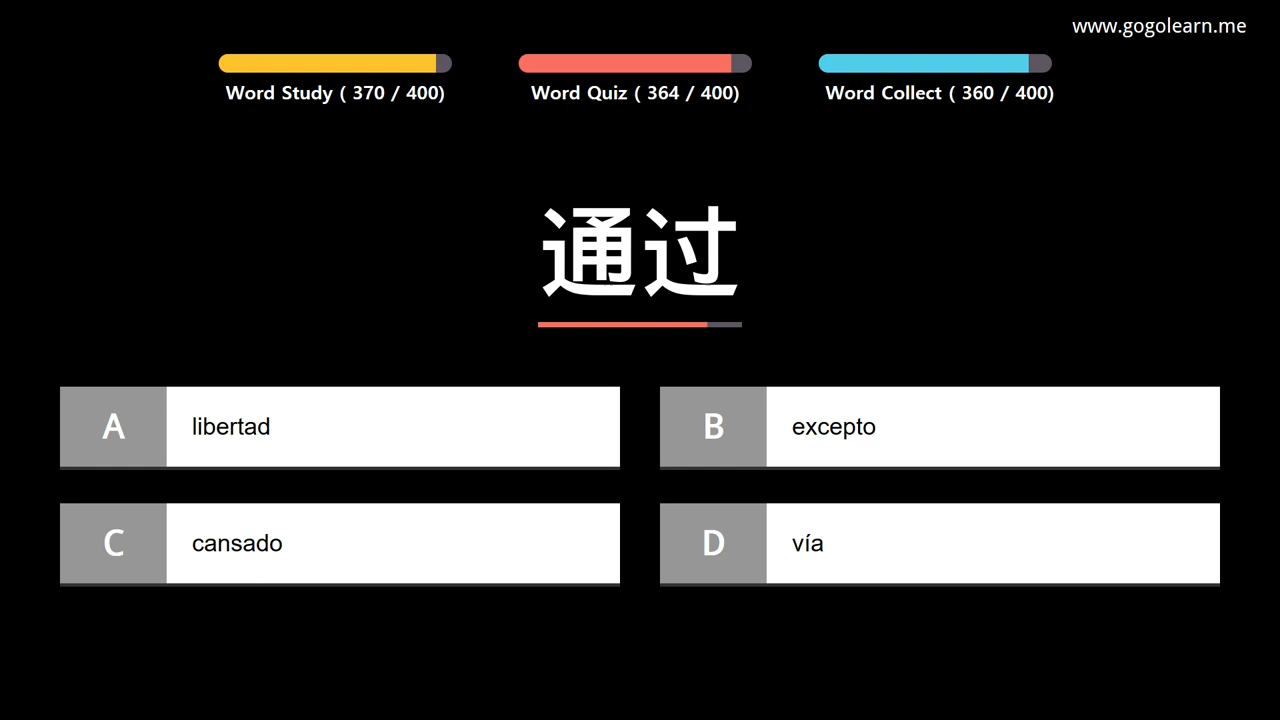 www.gogolearn.me
Word Study ( 370 / 400)
Word Quiz ( 364 / 400)
Word Collect ( 360 / 400)
通过
A libertad
B excepto
C cansado
D vía